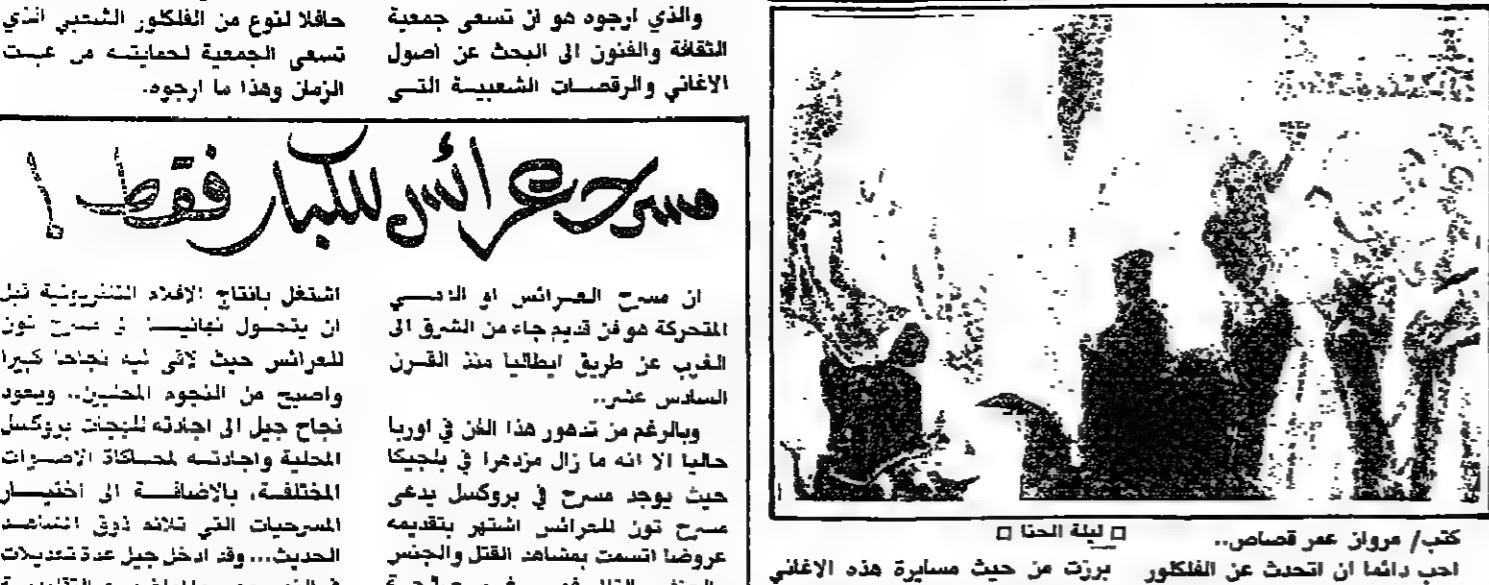 □ ليلة الحنا □
كتب/ مروان عمر قصاص..
احب دائما ان اتحدث عن الفلكلور
برزت من حيث مسايرة هذه الاغاني
والذي ارجوه هو ان تسعى جمعية
الثقافة والفنون الى البحث عن اصول
الاغاني والرقصات الشعبية التي
حافلا لنوع من الفلكلور الشعبي الذي
تسعى الجمعية لحمايته من عبث
الزمان وهذا ما ارجوه.
مسرح عرائس للكبار فقط!
ان مسرح العرائس او الدمى
المتحركة هو فن قديم جاء من الشرق الى
الغرب عن طريق ايطاليا منذ القرن
السادس عشر..
وبالرغم من تدهور هذا الفن في اوربا
حاليا الا انه ما زال مزدهرا في بلجيكا
حيث يوجد مسرح في بروكسل يدعى
مسرح تون للعرائس اشتهر بتقديمه
عروضا اتسمت بمشاهد القتل والجنس
اشتغل بانتاج الافلام التلفزيونية قبل
ان يتحول نهائيا مسرح تون
للعرائس حيث لاقى فيه نجاحا كبيرا
واصبح من النجوم المحليين.. ويعود
نجاح جيل الى اجادته للهجات بروكسل
المحلية واجادته لمحاكاة الاصوات
المختلفة، بالاضافة الى اختيار
المسرحيات التي تلائم ذوق المشاهد
الحديث... وقد ادخل جيل عدة تعديلات